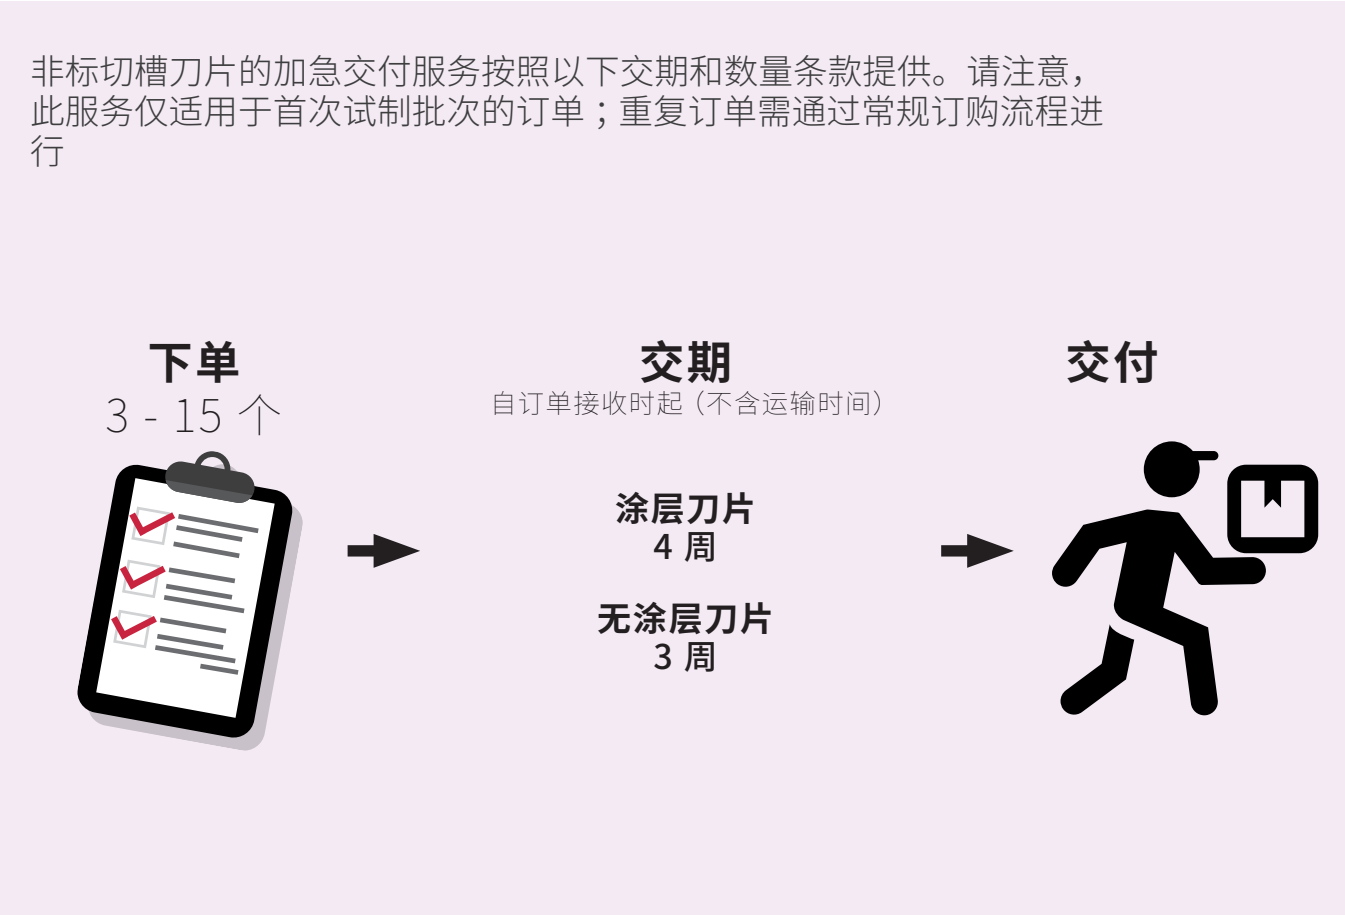 非标切槽刀片的加急交付服务按照以下交期和数量条款提供。请注意，
此服务仅适用于首次试制批次的订单；重复订单需通过常规订购流程进
行
下单
3 - 15 个
交期
自订单接收时起（不含运输时间）
涂层刀片
4 周
无涂层刀片
3 周
交付